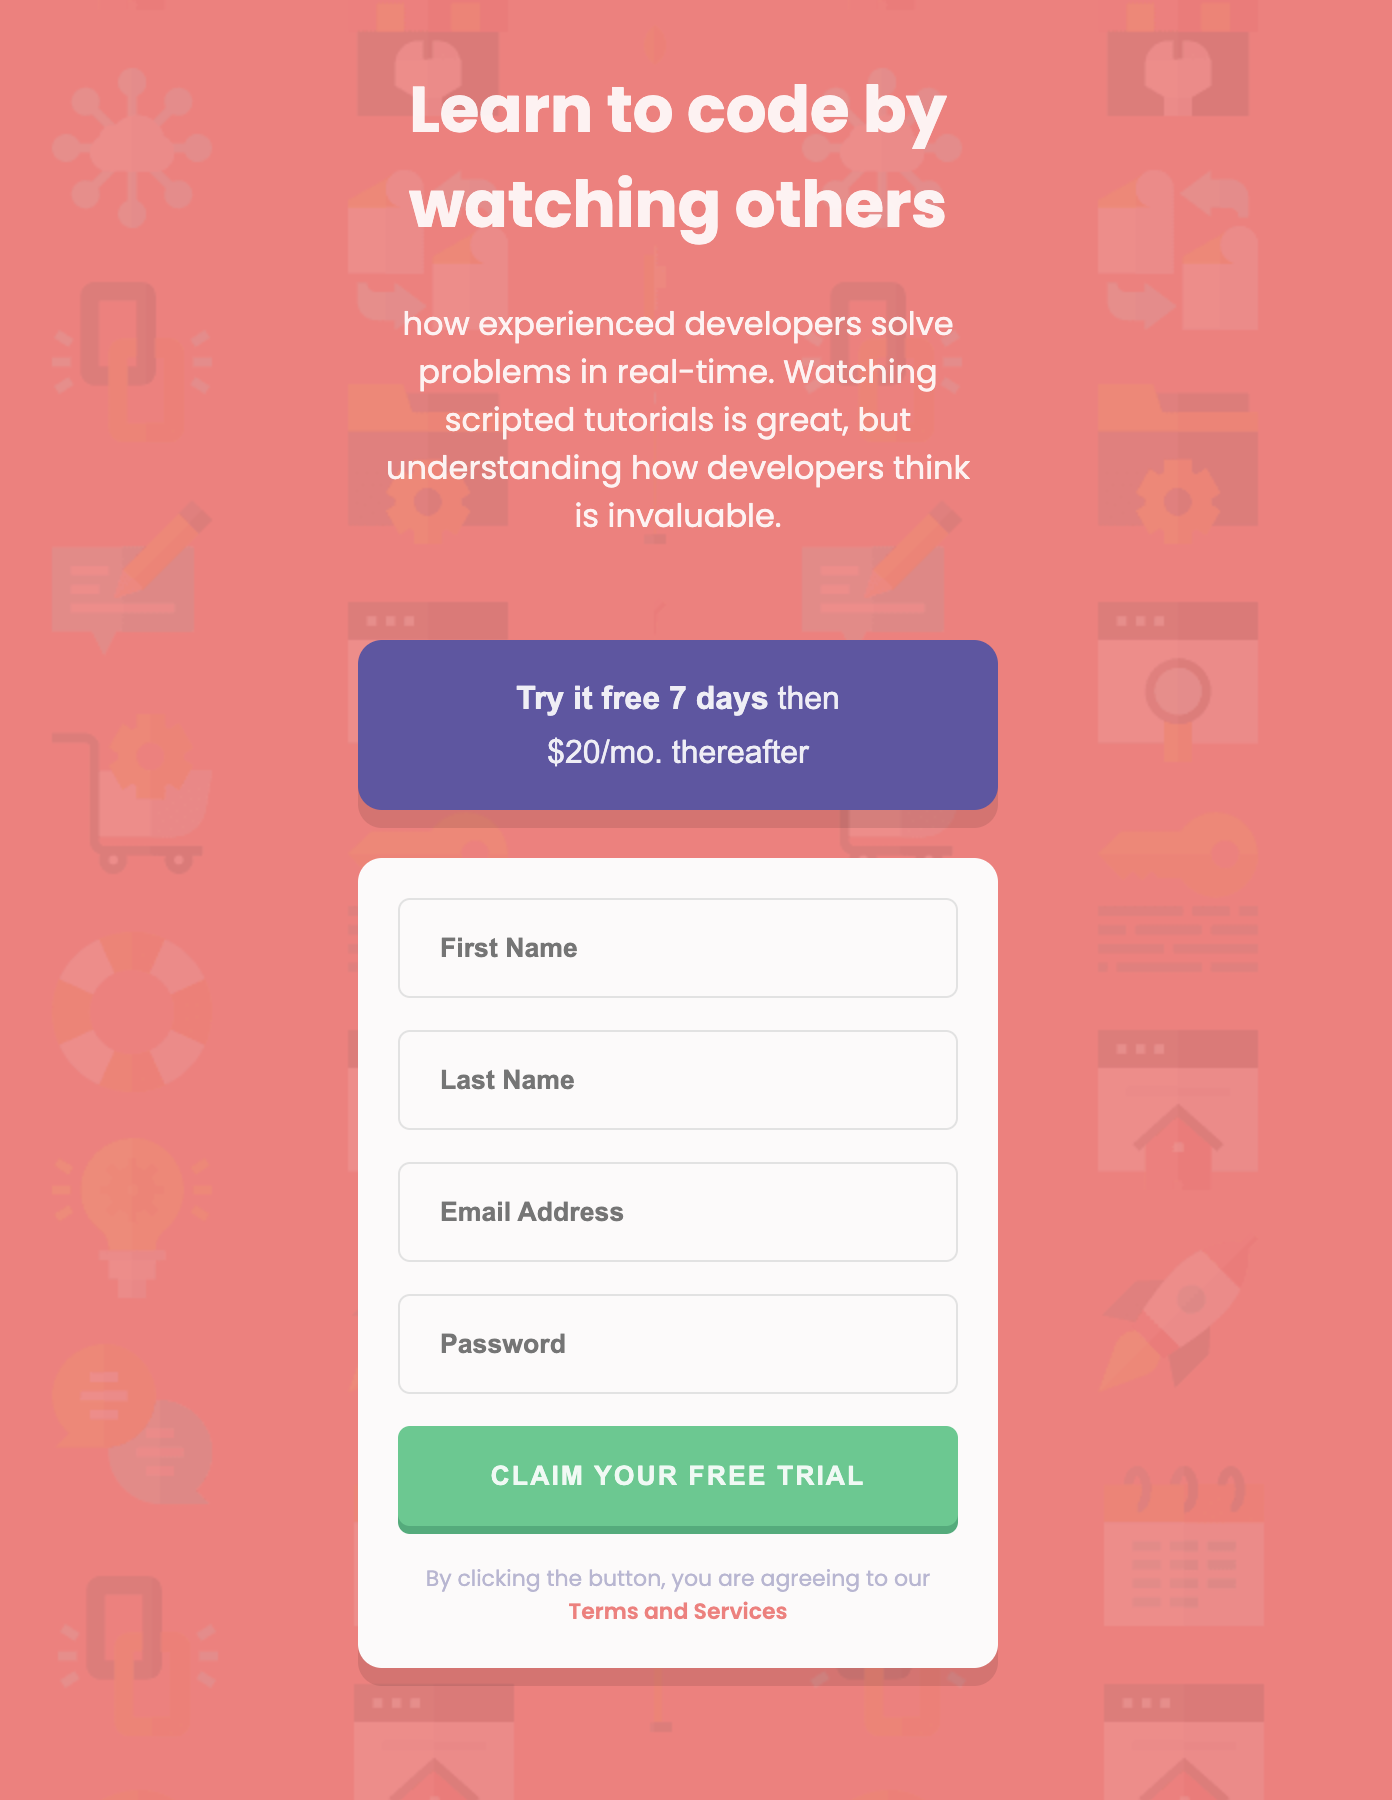 Learn to code by
watching others
how experienced developers solve
problems in real-time. Watching
scripted tutorials is great, but
understanding how developers think
is invaluable.
Try it free 7 days then
$20/mo. thereafter
First Name
Last Name
Email Address
Password
CLAIM YOUR FREE TRIAL
By clicking the button, you are agreeing to our
Terms and Services